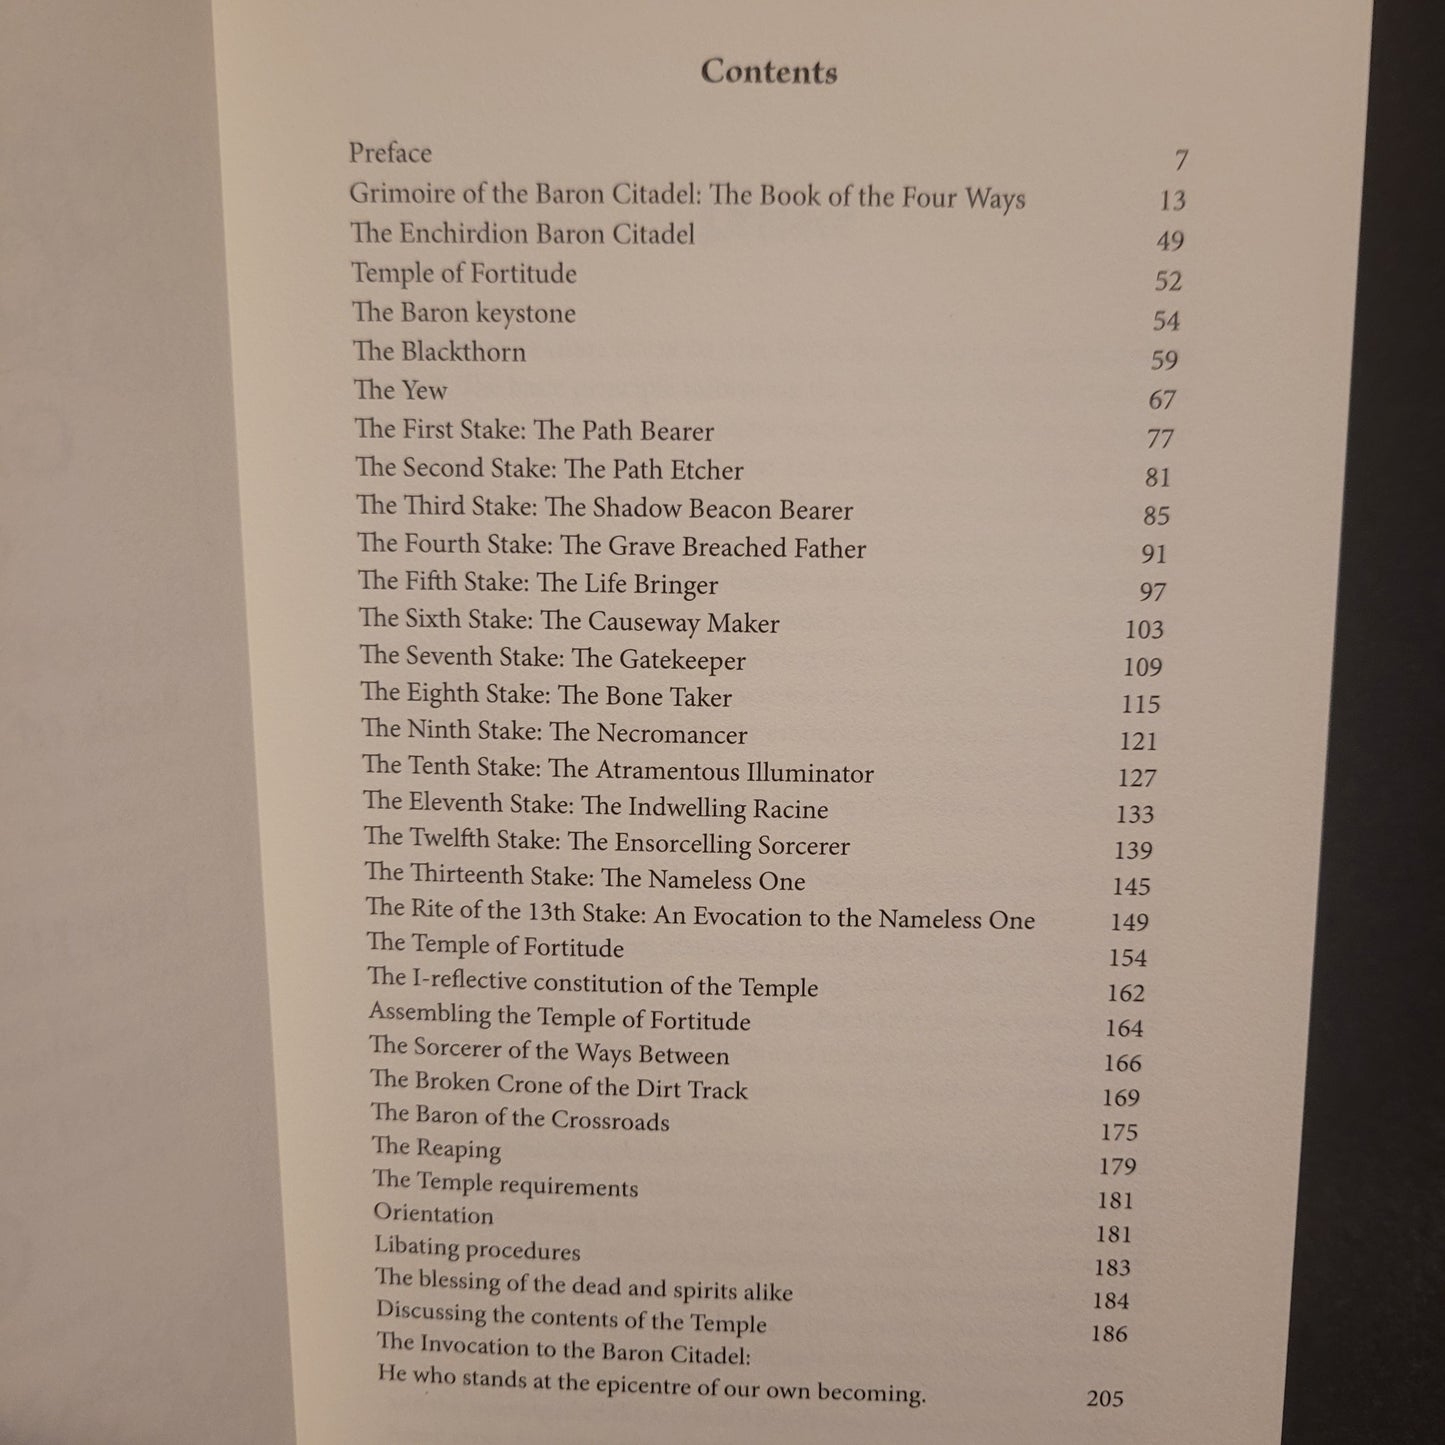 Contents
Preface 7
Grimoire of the Baron Citadel: The Book of the Four Ways 13
The Enchirdion Baron Citadel 49
Temple of Fortitude 52
The Baron keystone 54
The Blackthorn 59
The Yew 67
The First Stake: The Path Bearer 77
The Second Stake: The Path Etcher 81
The Third Stake: The Shadow Beacon Bearer 85
The Fourth Stake: The Grave Breached Father 91
The Fifth Stake: The Life Bringer 97
The Sixth Stake: The Causeway Maker 103
The Seventh Stake: The Gatekeeper 109
The Eighth Stake: The Bone Taker 115
The Ninth Stake: The Necromancer 121
The Tenth Stake: The Atramentous Illuminator 127
The Eleventh Stake: The Indwelling Racine 133
The Twelfth Stake: The Ensorcelling Sorcerer 139
The Thirteenth Stake: The Nameless One 145
The Rite of the 13th Stake: An Evocation to the Nameless One 149
The Temple of Fortitude 154
The I-reflective constitution of the Temple 162
Assembling the Temple of Fortitude 164
The Sorcerer of the Ways Between 166
The Broken Crone of the Dirt Track 169
The Baron of the Crossroads 175
The Reaping 179
The Temple requirements 181
Orientation 181
Libating procedures 183
The blessing of the dead and spirits alike 184
Discussing the contents of the Temple 186
The Invocation to the Baron Citadel:
He who stands at the epicentre of our own becoming. 205